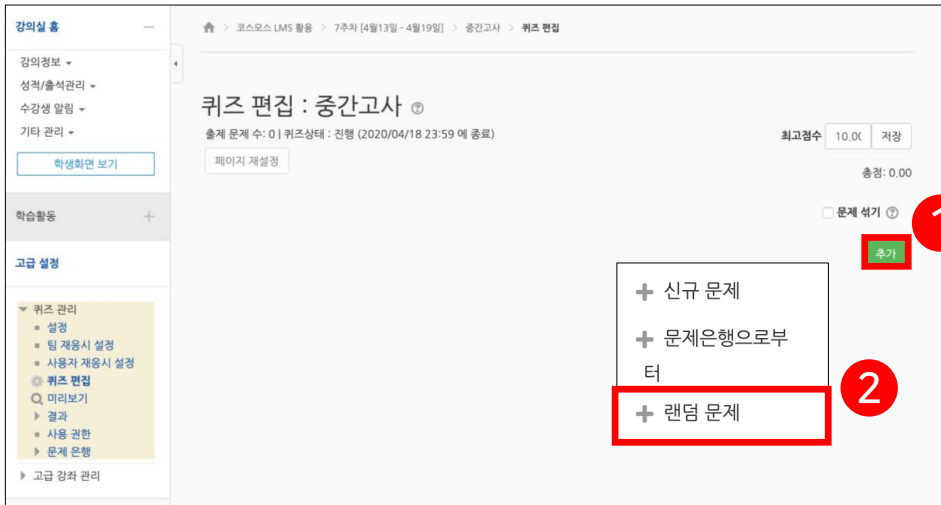 강의실 홈
코스모스 LMS 활용 > 7주차 [4월13일 - 4월19일] > 중간고사 > 퀴즈 편집
강의정보
성적/출석관리
수강생 알림
기타 관리
학생화면 보기
학습활동
고급 설정
퀴즈 관리
설정
팀 재응시 설정
사용자 재응시 설정
퀴즈 편집
미리보기
결과
사용 권한
문제 은행
고급 강좌 관리
퀴즈 편집 : 중간고사
출제 문제 수: 0 | 퀴즈상태 : 진행 (2020/04/18 23:59 에 종료)
최고점수 10.0( 저장
페이지 재설정
총점: 0.00
문제 섞기
1
추가
신규 문제
문제은행으로부
터
랜덤 문제
2